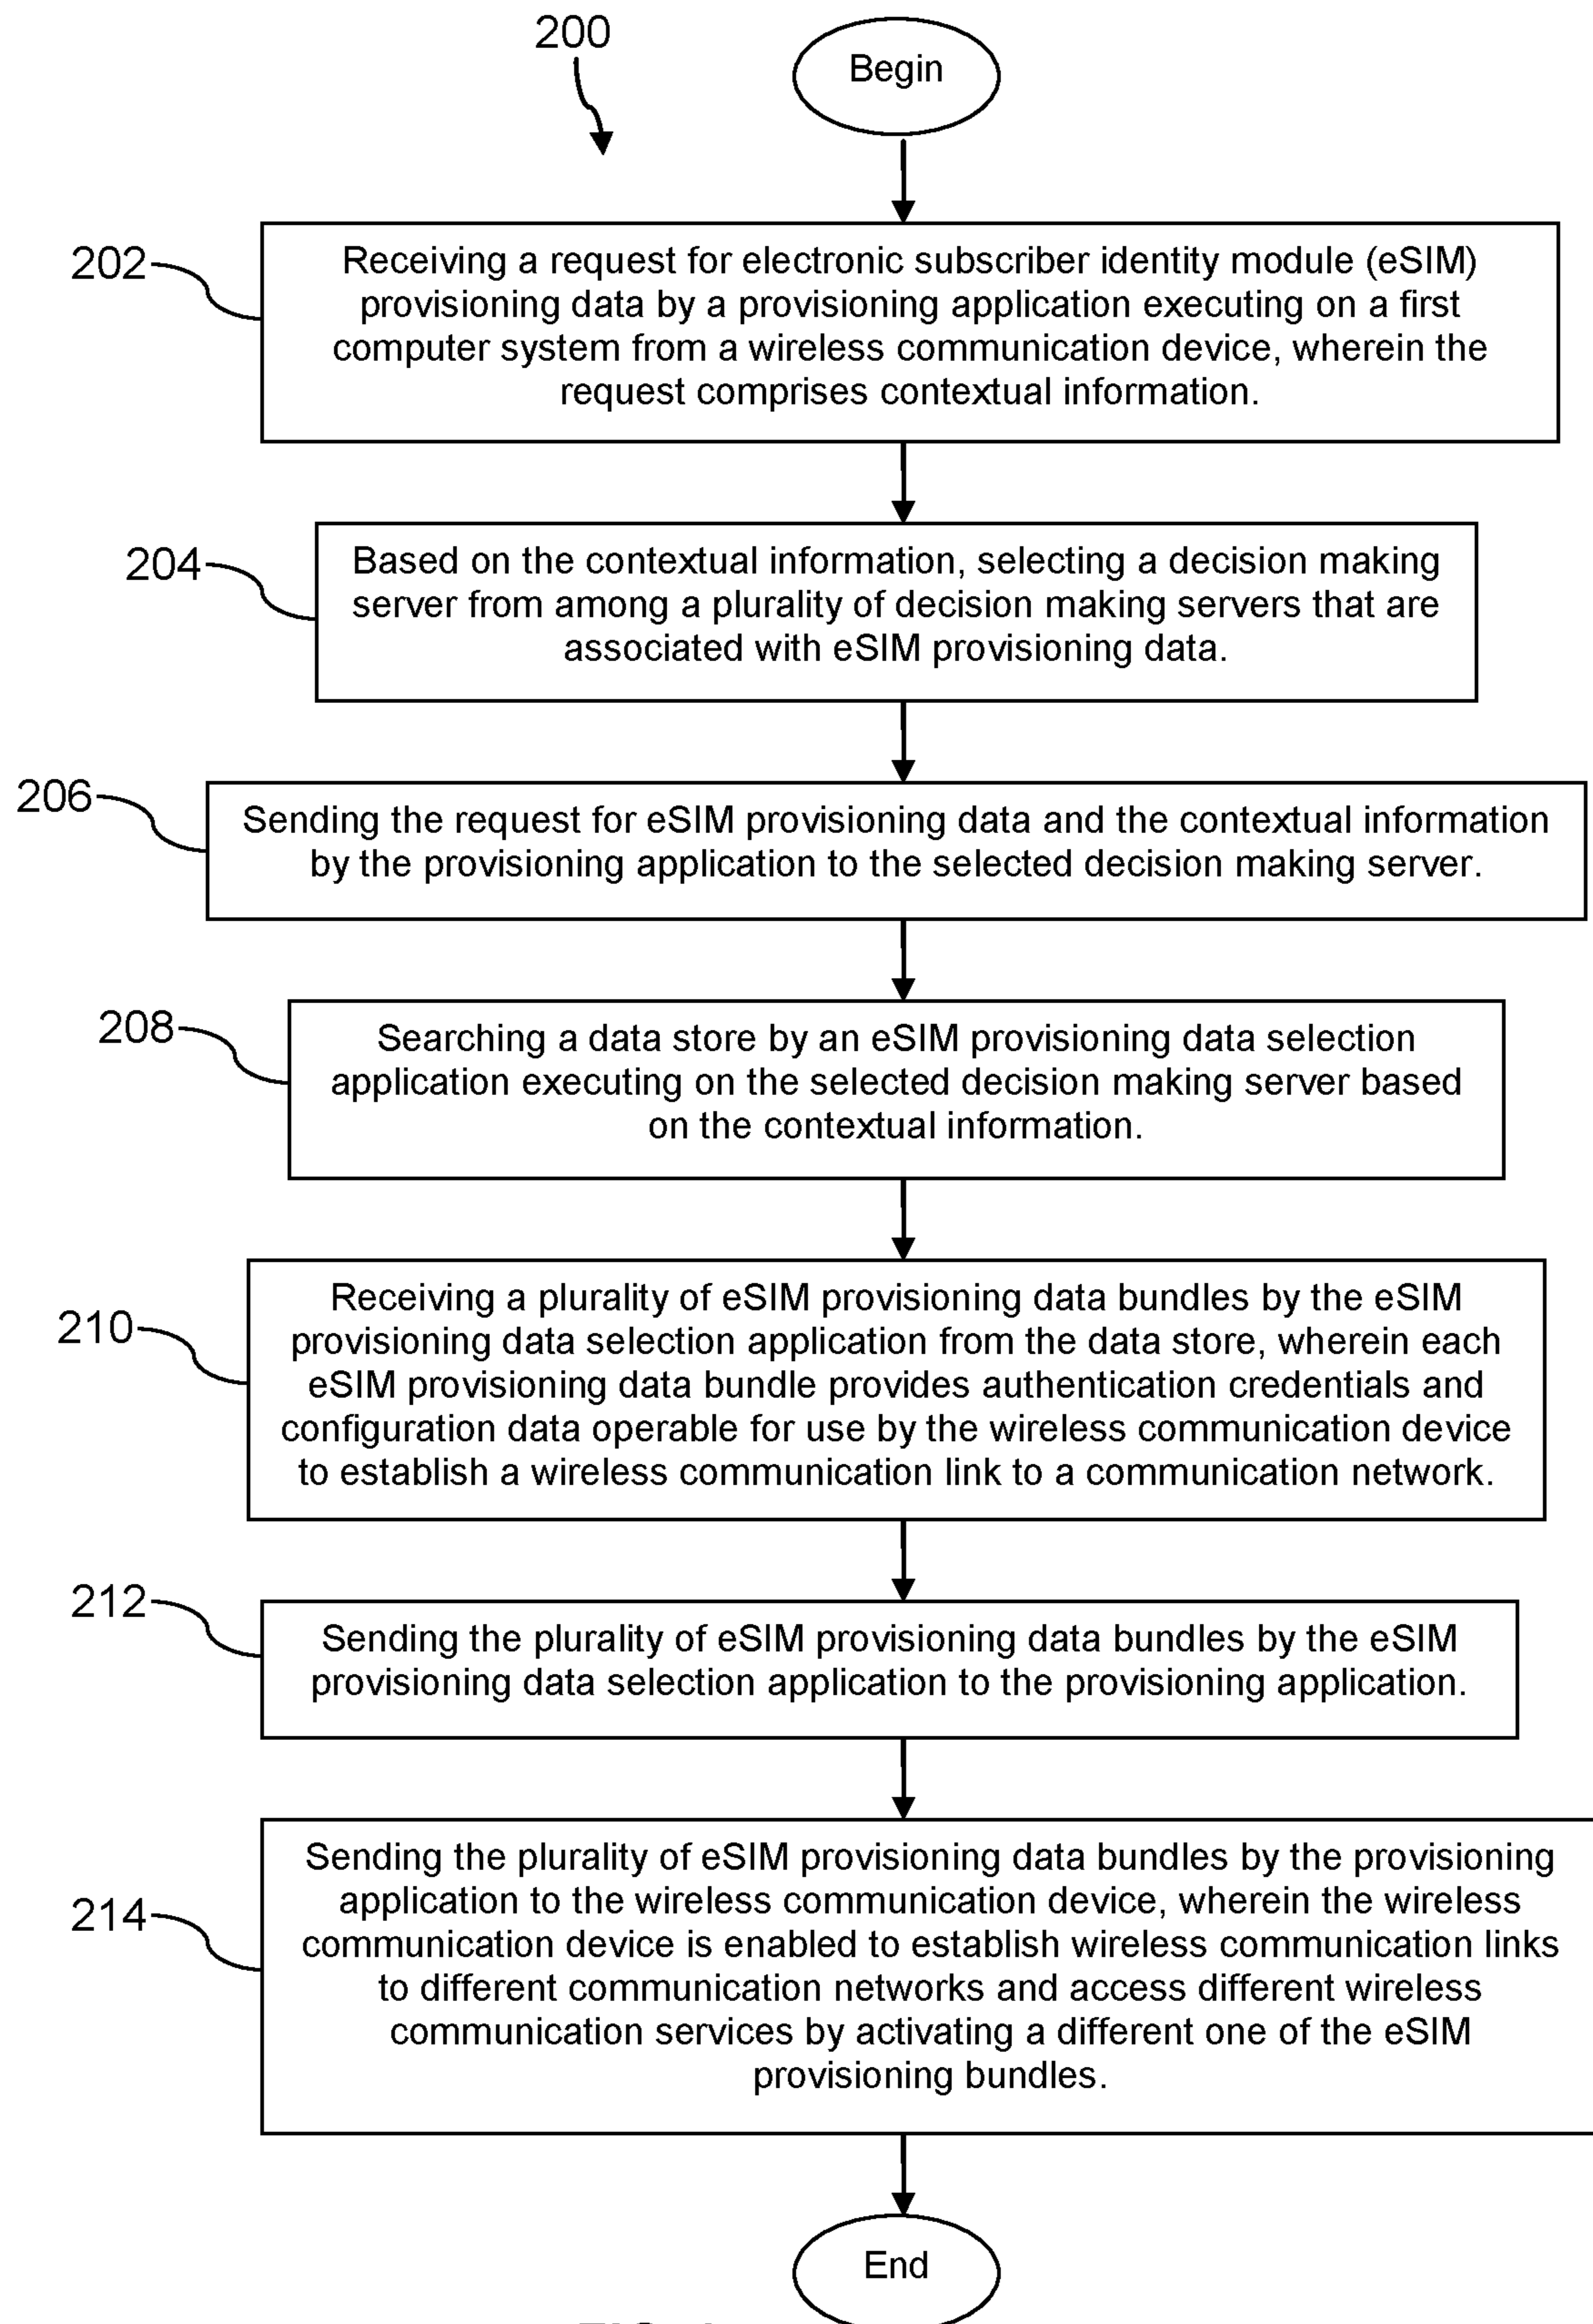 200
Begin
202
Receiving a request for electronic subscriber identity module (eSIM)
provisioning data by a provisioning application executing on a first
computer system from a wireless communication device, wherein the
request comprises contextual information.
204
Based on the contextual information, selecting a decision making
server from among a plurality of decision making servers that are
associated with eSIM provisioning data.
206
Sending the request for eSIM provisioning data and the contextual information
by the provisioning application to the selected decision making server.
208
Searching a data store by an eSIM provisioning data selection
application executing on the selected decision making server based
on the contextual information.
210
Receiving a plurality of eSIM provisioning data bundles by the eSIM
provisioning data selection application from the data store, wherein each
eSIM provisioning data bundle provides authentication credentials and
configuration data operable for use by the wireless communication device
to establish a wireless communication link to a communication network.
212
Sending the plurality of eSIM provisioning data bundles by the eSIM
provisioning data selection application to the provisioning application.
214
Sending the plurality of eSIM provisioning data bundles by the provisioning
application to the wireless communication device, wherein the wireless
communication device is enabled to establish wireless communication links
to different communication networks and access different wireless
communication services by activating a different one of the eSIM
provisioning bundles.
End